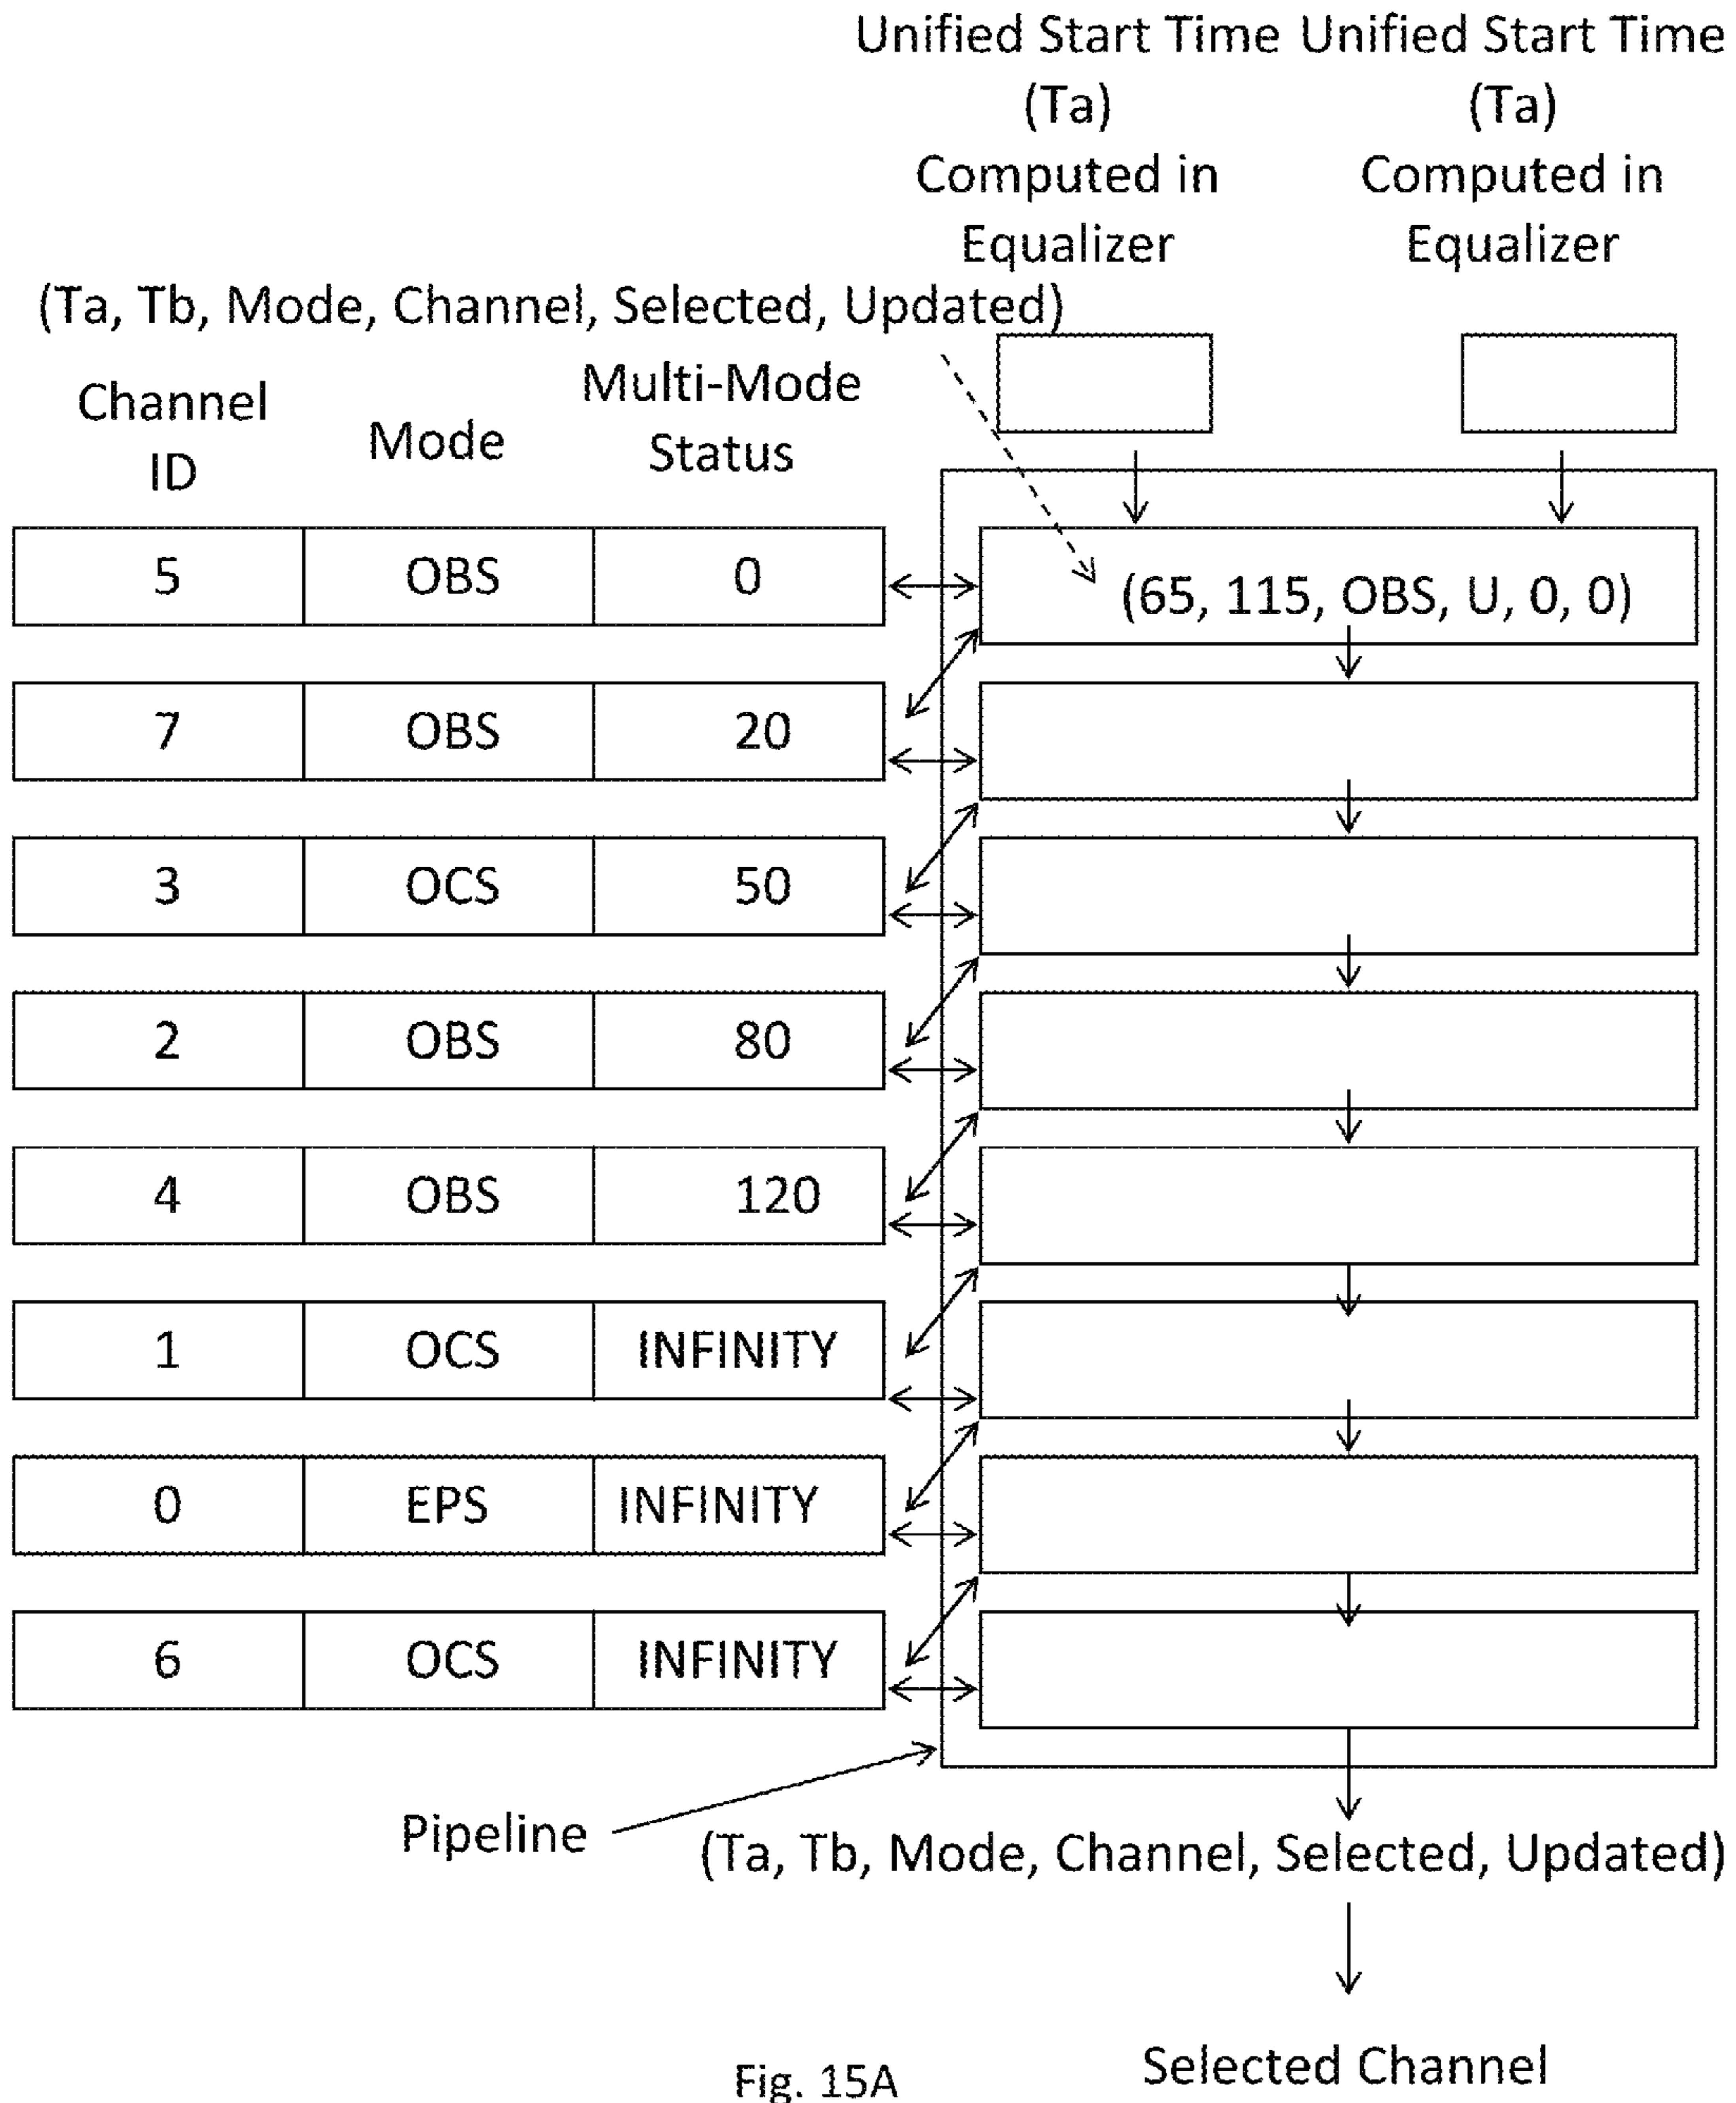 Unified Start Time Unified Start Time
(Ta) (Ta)
Computed in Computed in
Equalizer Equalizer
(Ta, Tb, Mode, Channel, Selected, Updated)
Channel ID
Mode
Multi-Mode Status
5 OBS 0
(65, 115, OBS, U, 0, 0)
7 OBS 20
3 OCS 50
2 OBS 80
4 OBS 120
1 OCS INFINITY
0 EPS INFINITY
6 OCS INFINITY
Pipeline
(Ta, Tb, Mode, Channel, Selected, Updated)
Selected Channel
Fig. 15A